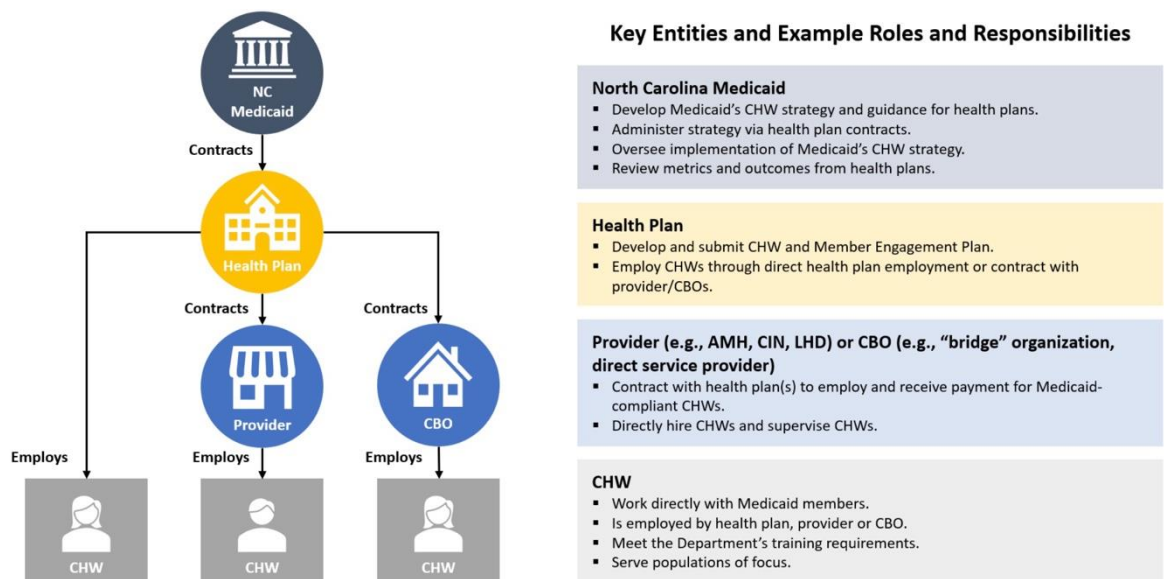 NC
Medicaid
Contracts
Health Plan
Contracts
Contracts
Provider
CBO
Employs
Employs
Employs
CHW
CHW
CHW
Key Entities and Example Roles and Responsibilities
North Carolina Medicaid
▪ Develop Medicaid's CHW strategy and guidance for health plans.
▪ Administer strategy via health plan contracts.
▪ Oversee implementation of Medicaid's CHW strategy.
▪ Review metrics and outcomes from health plans.
Health Plan
▪ Develop and submit CHW and Member Engagement Plan.
▪ Employ CHWs through direct health plan employment or contract with
provider/CBOs.
Provider (e.g., AMH, CIN, LHD) or CBO (e.g., “bridge” organization,
direct service provider)
▪ Contract with health plan(s) to employ and receive payment for Medicaid-
compliant CHWs.
▪ Directly hire CHWs and supervise CHWs.
CHW
▪ Work directly with Medicaid members.
▪ Is employed by health plan, provider or CBO.
▪ Meet the Department's training requirements.
▪ Serve populations of focus.